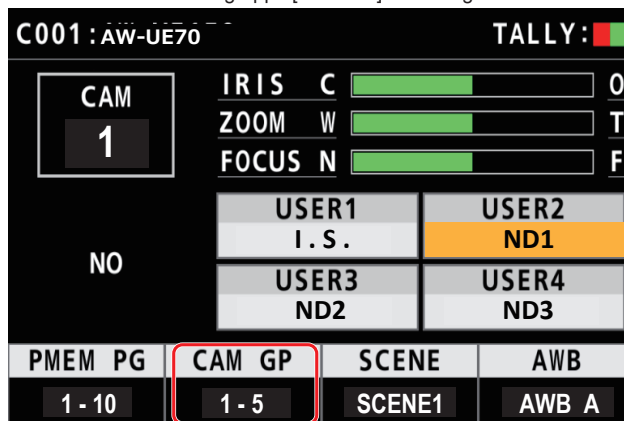 C001:AW-UE70 TALLY:
CAM
1
IRIS C O
ZOOM W T
FOCUS N F
USER1 USER2
I.S. ND1
NO
USER3 USER4
ND2 ND3
PMEM PG CAM GP SCENE AWB
1-10 1-5 SCENE1 AWB A